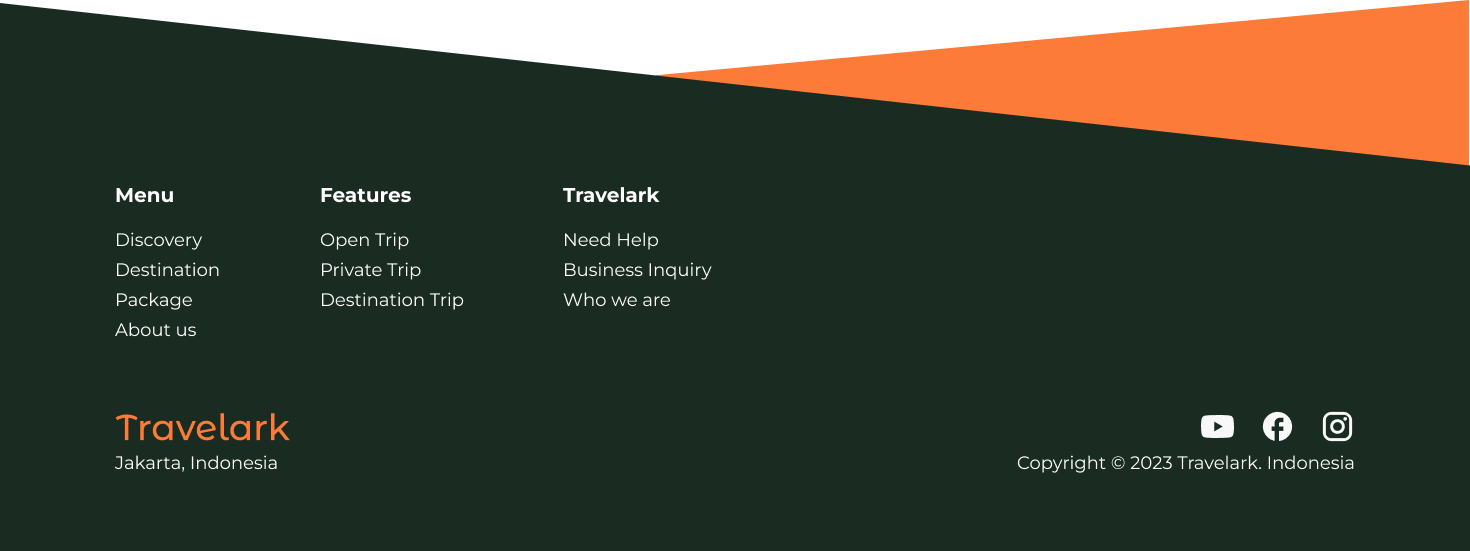 Menu
Discovery
Destination
Package
About us
Features
Open Trip
Private Trip
Destination Trip
Travelark
Need Help
Business Inquiry
Who we are
Travelark
Jakarta, Indonesia
Copyright © 2023 Travelark. Indonesia